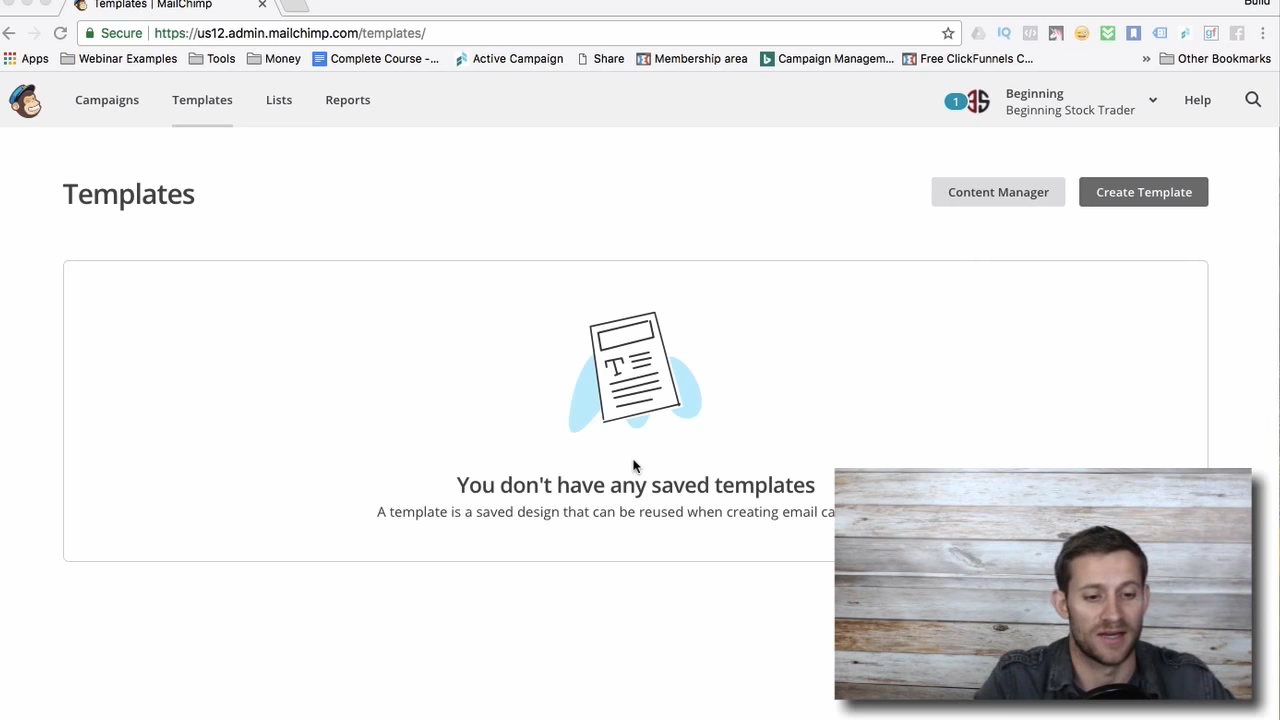 Templates | MailChimp
Build
Secure
https://us12.admin.mailchimp.com/templates/
IQ
gf
Apps
Webinar Examples
Tools
Money
Complete Course -...
Active Campaign
Share
Membership area
Campaign Managem...
Free ClickFunnels C...
»
Other Bookmarks
Campaigns
Templates
Lists
Reports
1
Beginning
Beginning Stock Trader
Help
Templates
Content Manager
Create Template
T
You don't have any saved templates
A template is a saved design that can be reused when creating email ca